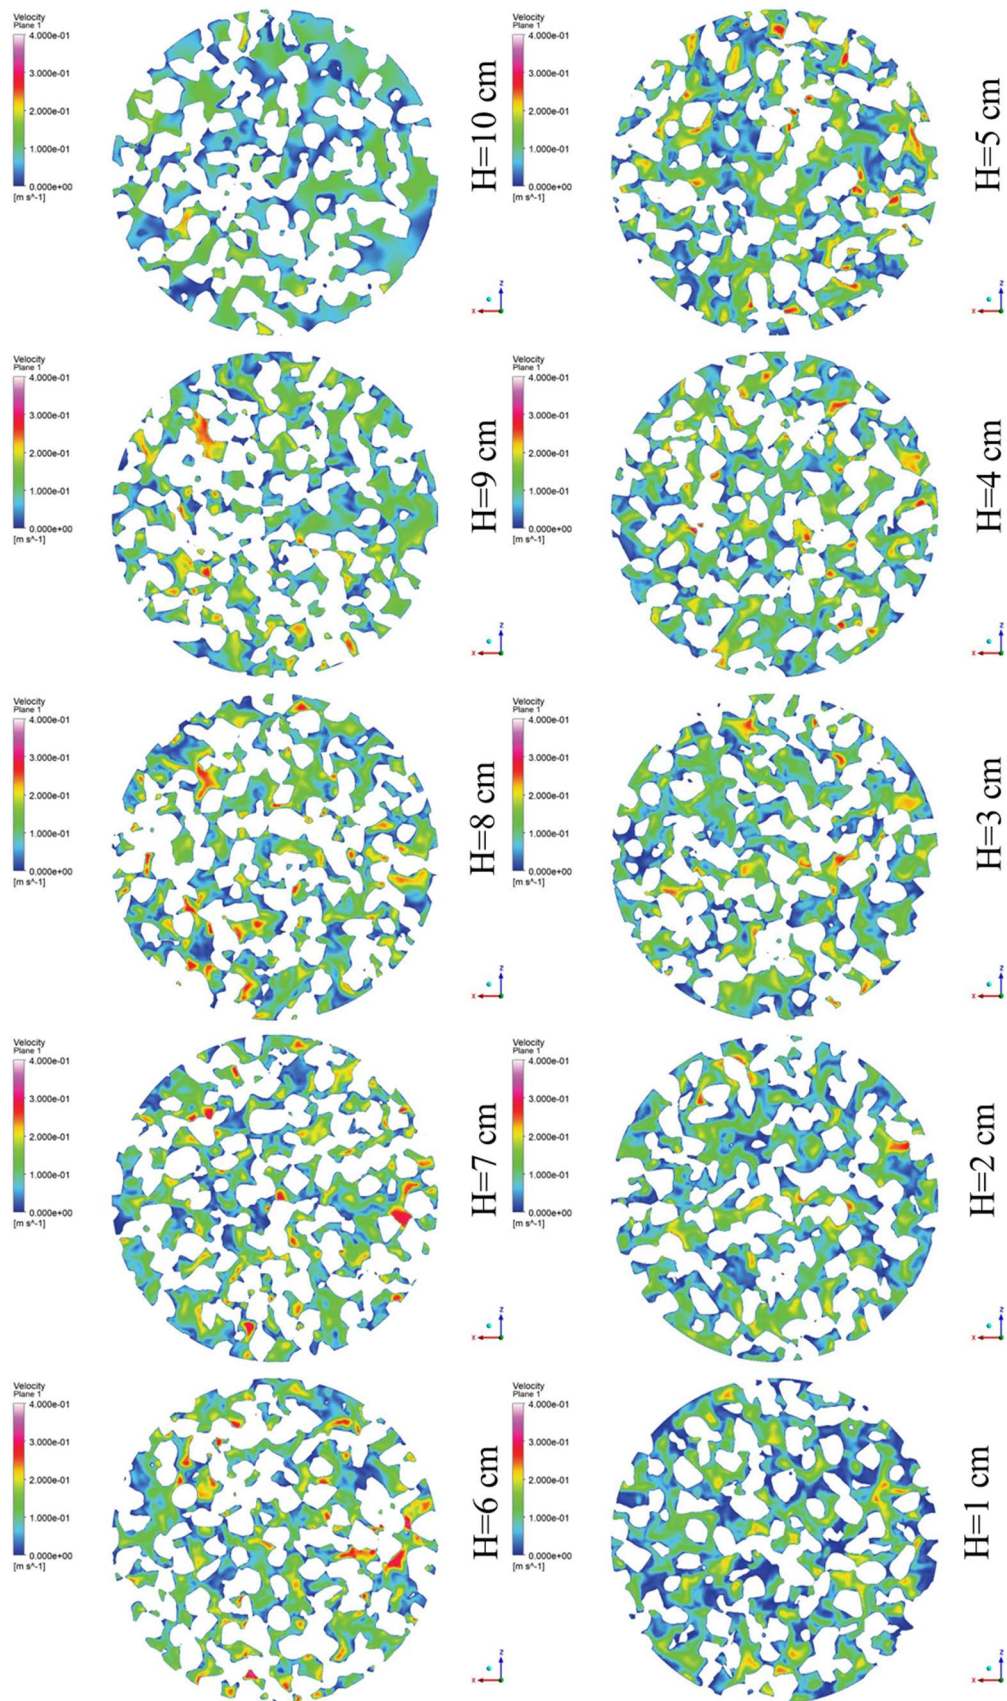 Velocity
Plane 1
4.000e-01
3.000e-01
2.000e-01
1.000e-01
0.000e+00
[m s^-1]
H=10 cm
z
x
Velocity
Plane 1
4.000e-01
3.000e-01
2.000e-01
1.000e-01
0.000e+00
[m s^-1]
H=5 cm
z
x
Velocity
Plane 1
4.000e-01
3.000e-01
2.000e-01
1.000e-01
0.000e+00
[m s^-1]
H=9 cm
z
x
Velocity
Plane 1
4.000e-01
3.000e-01
2.000e-01
1.000e-01
0.000e+00
[m s^-1]
H=4 cm
z
x
Velocity
Plane 1
4.000e-01
3.000e-01
2.000e-01
1.000e-01
0.000e+00
[m s^-1]
H=8 cm
z
x
Velocity
Plane 1
4.000e-01
3.000e-01
2.000e-01
1.000e-01
0.000e+00
[m s^-1]
H=3 cm
z
x
Velocity
Plane 1
4.000e-01
3.000e-01
2.000e-01
1.000e-01
0.000e+00
[m s^-1]
H=7 cm
z
x
Velocity
Plane 1
4.000e-01
3.000e-01
2.000e-01
1.000e-01
0.000e+00
[m s^-1]
H=2 cm
z
x
Velocity
Plane 1
4.000e-01
3.000e-01
2.000e-01
1.000e-01
0.000e+00
[m s^-1]
H=6 cm
z
x
Velocity
Plane 1
4.000e-01
3.000e-01
2.000e-01
1.000e-01
0.000e+00
[m s^-1]
H=1 cm
z
x